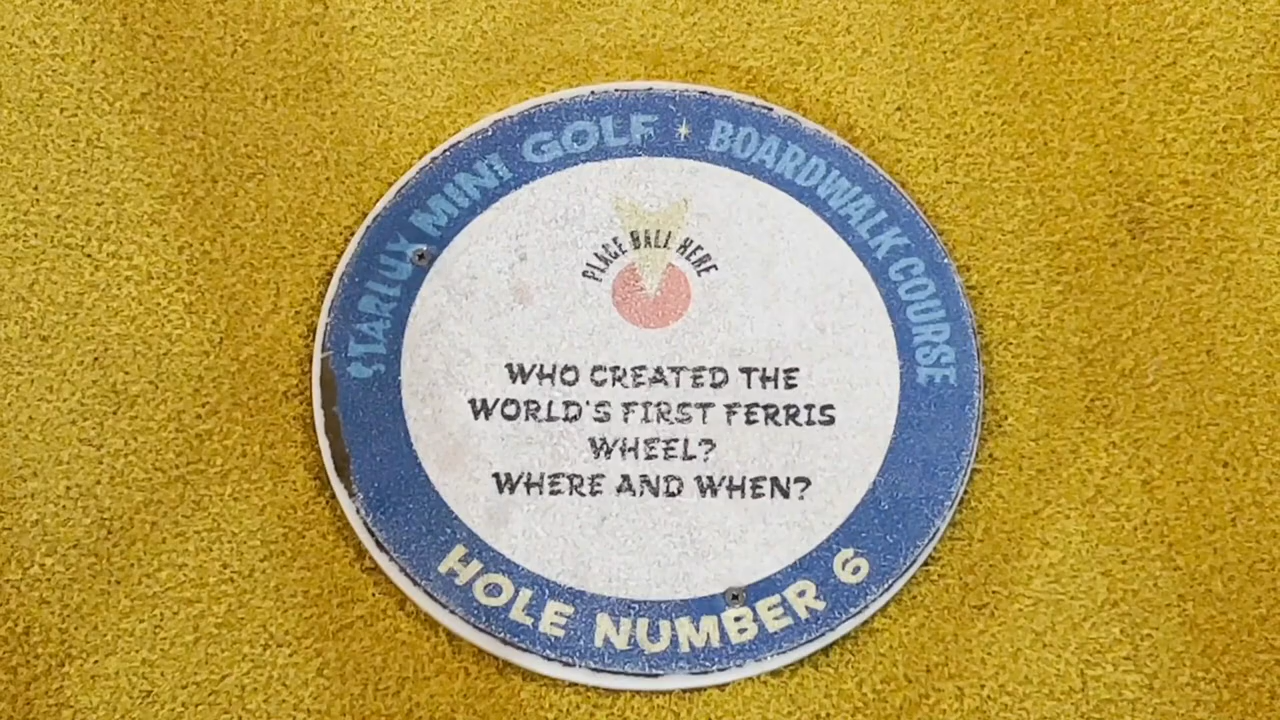 STARLUX MINI GOLF BOARDWALK COURSE
PLACE BALL HERE
WHO CREATED THE
WORLD'S FIRST FERRIS
WHEEL?
WHERE AND WHEN?
HOLE NUMBER 6